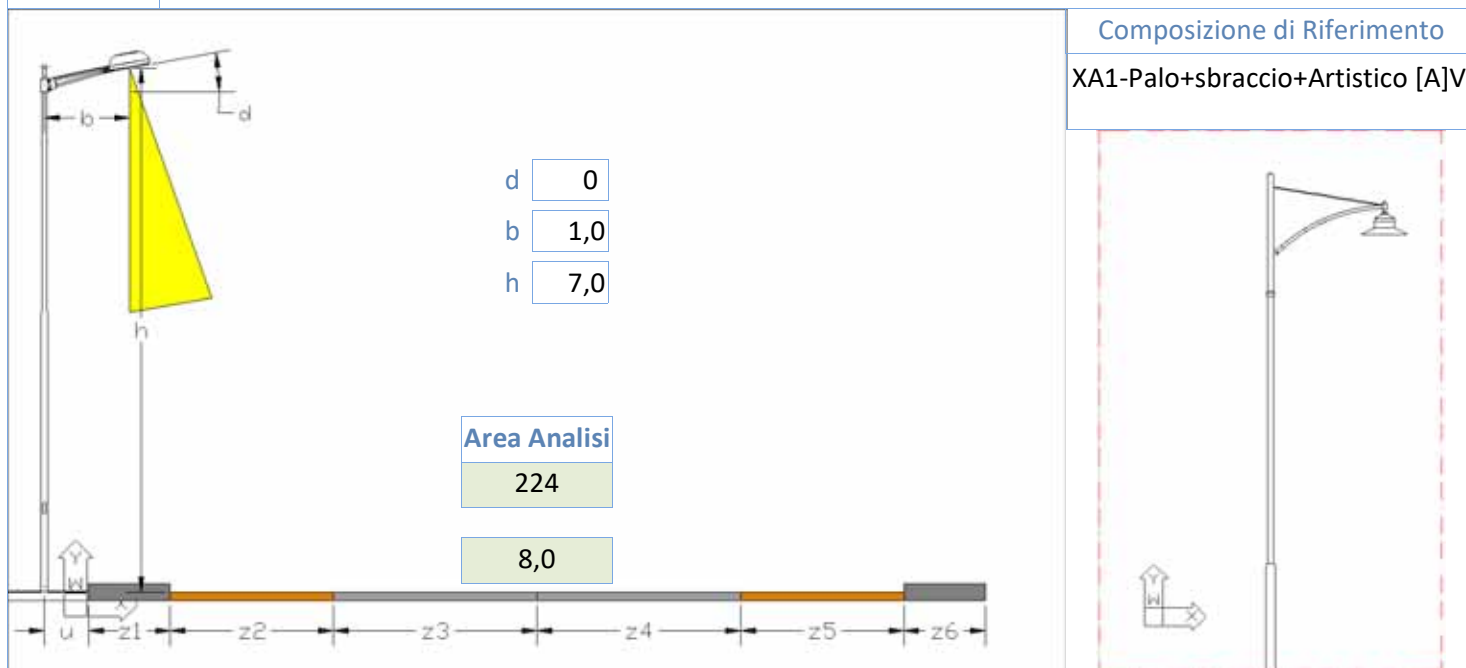 Composizione di Riferimento
XA1-Palo+sbraccio+Artistico [A]V
b
d
d 0
b 1,0
h 7,0
h
Area Analisi
224
8,0
Y
W
X
u z1 z2 z3 z4 z5 z6
Y
W
X